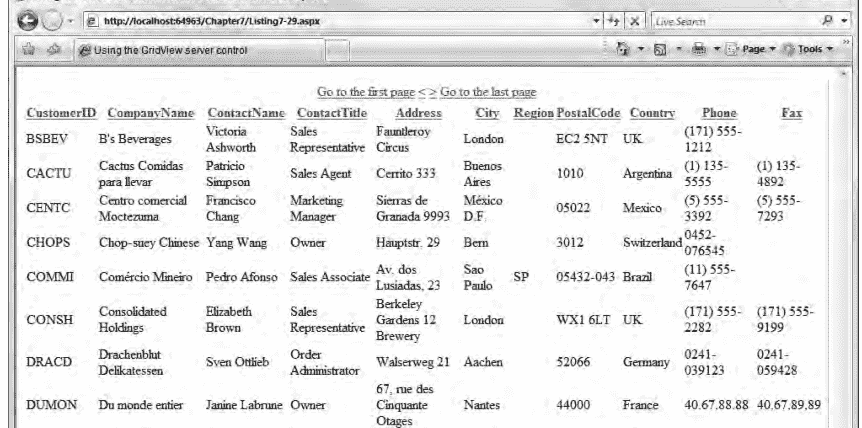 http://localhost:64963/Chapter7/Listing7-29.aspx Live Search
Using the GridView server control Page Tools
Go to the first page < > Go to the last page
CustomerID CompanyName ContactName ContactTitle Address City Region PostalCode Country Phone Fax
BSBEV B's Beverages Victoria Ashworth Sales Representative Fauntleroy Circus London EC2 5NT UK (171) 555-1212
CACTU Cactus Comidas para llevar Patricio Simpson Sales Agent Cerrito 333 Buenos Aires 1010 Argentina (1) 135-5555 (1) 135-4892
CENTC Centro comercial Moctezuma Francisco Chang Marketing Manager Sierras de Granada 9993 México D.F. 05022 Mexico (5) 555-3392 (5) 555-7293
CHOPS Chop-suey Chinese Yang Wang Owner Hauptstr. 29 Bern 3012 Switzerland 0452-076545
COMMI Comércio Mineiro Pedro Afonso Sales Associate Av. dos Lusíadas, 23 Sao Paulo SP 05432-043 Brazil (11) 555-7647
CONSH Consolidated Holdings Elizabeth Brown Sales Representative Berkeley Gardens 12 Brewery London WX1 6LT UK (171) 555-2282 (171) 555-9199
DRACD Drachenblut Delikatessen Sven Ottlieb Order Administrator Walserweg 21 Aachen 52066 Germany 0241-039123 0241-059428
DUMON Du monde entier Janine Labrune Owner 67, rue des Cinquante Otages Nantes 44000 France 40.67.88.88 40.67.89.89